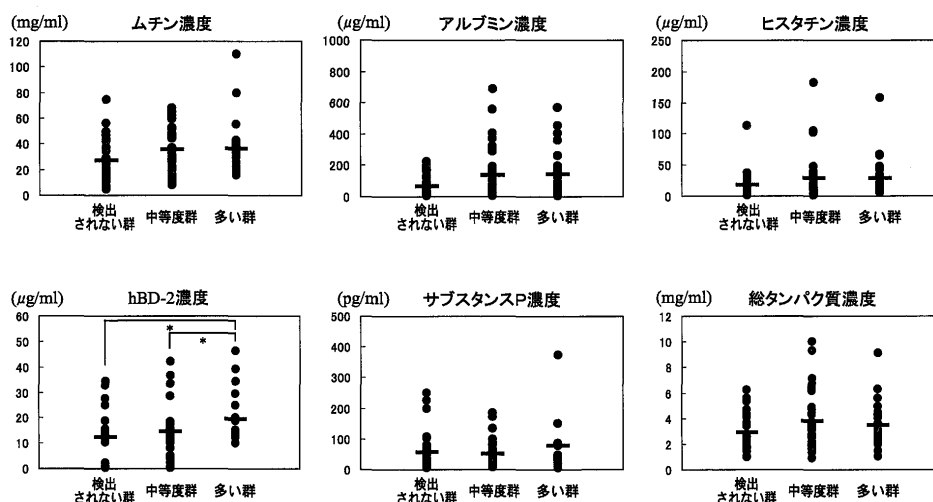 (mg/ml) ムチン濃度
120
100
80
60
40
20
0
検出
されない群 中等度群 多い群
(µg/ml) アルブミン濃度
1000
800
600
400
200
0
検出
されない群 中等度群 多い群
(µg/ml) ヒスタチン濃度
250
200
150
100
50
0
検出
されない群 中等度群 多い群
(µg/ml) hBD-2濃度
60
50
40
30
20
10
0
*
*
検出
されない群 中等度群 多い群
(pg/ml) サブスタンスP濃度
500
400
300
200
100
0
検出
されない群 中等度群 多い群
(mg/ml) 総タンパク質濃度
12
10
8
6
4
2
0
検出
されない群 中等度群 多い群